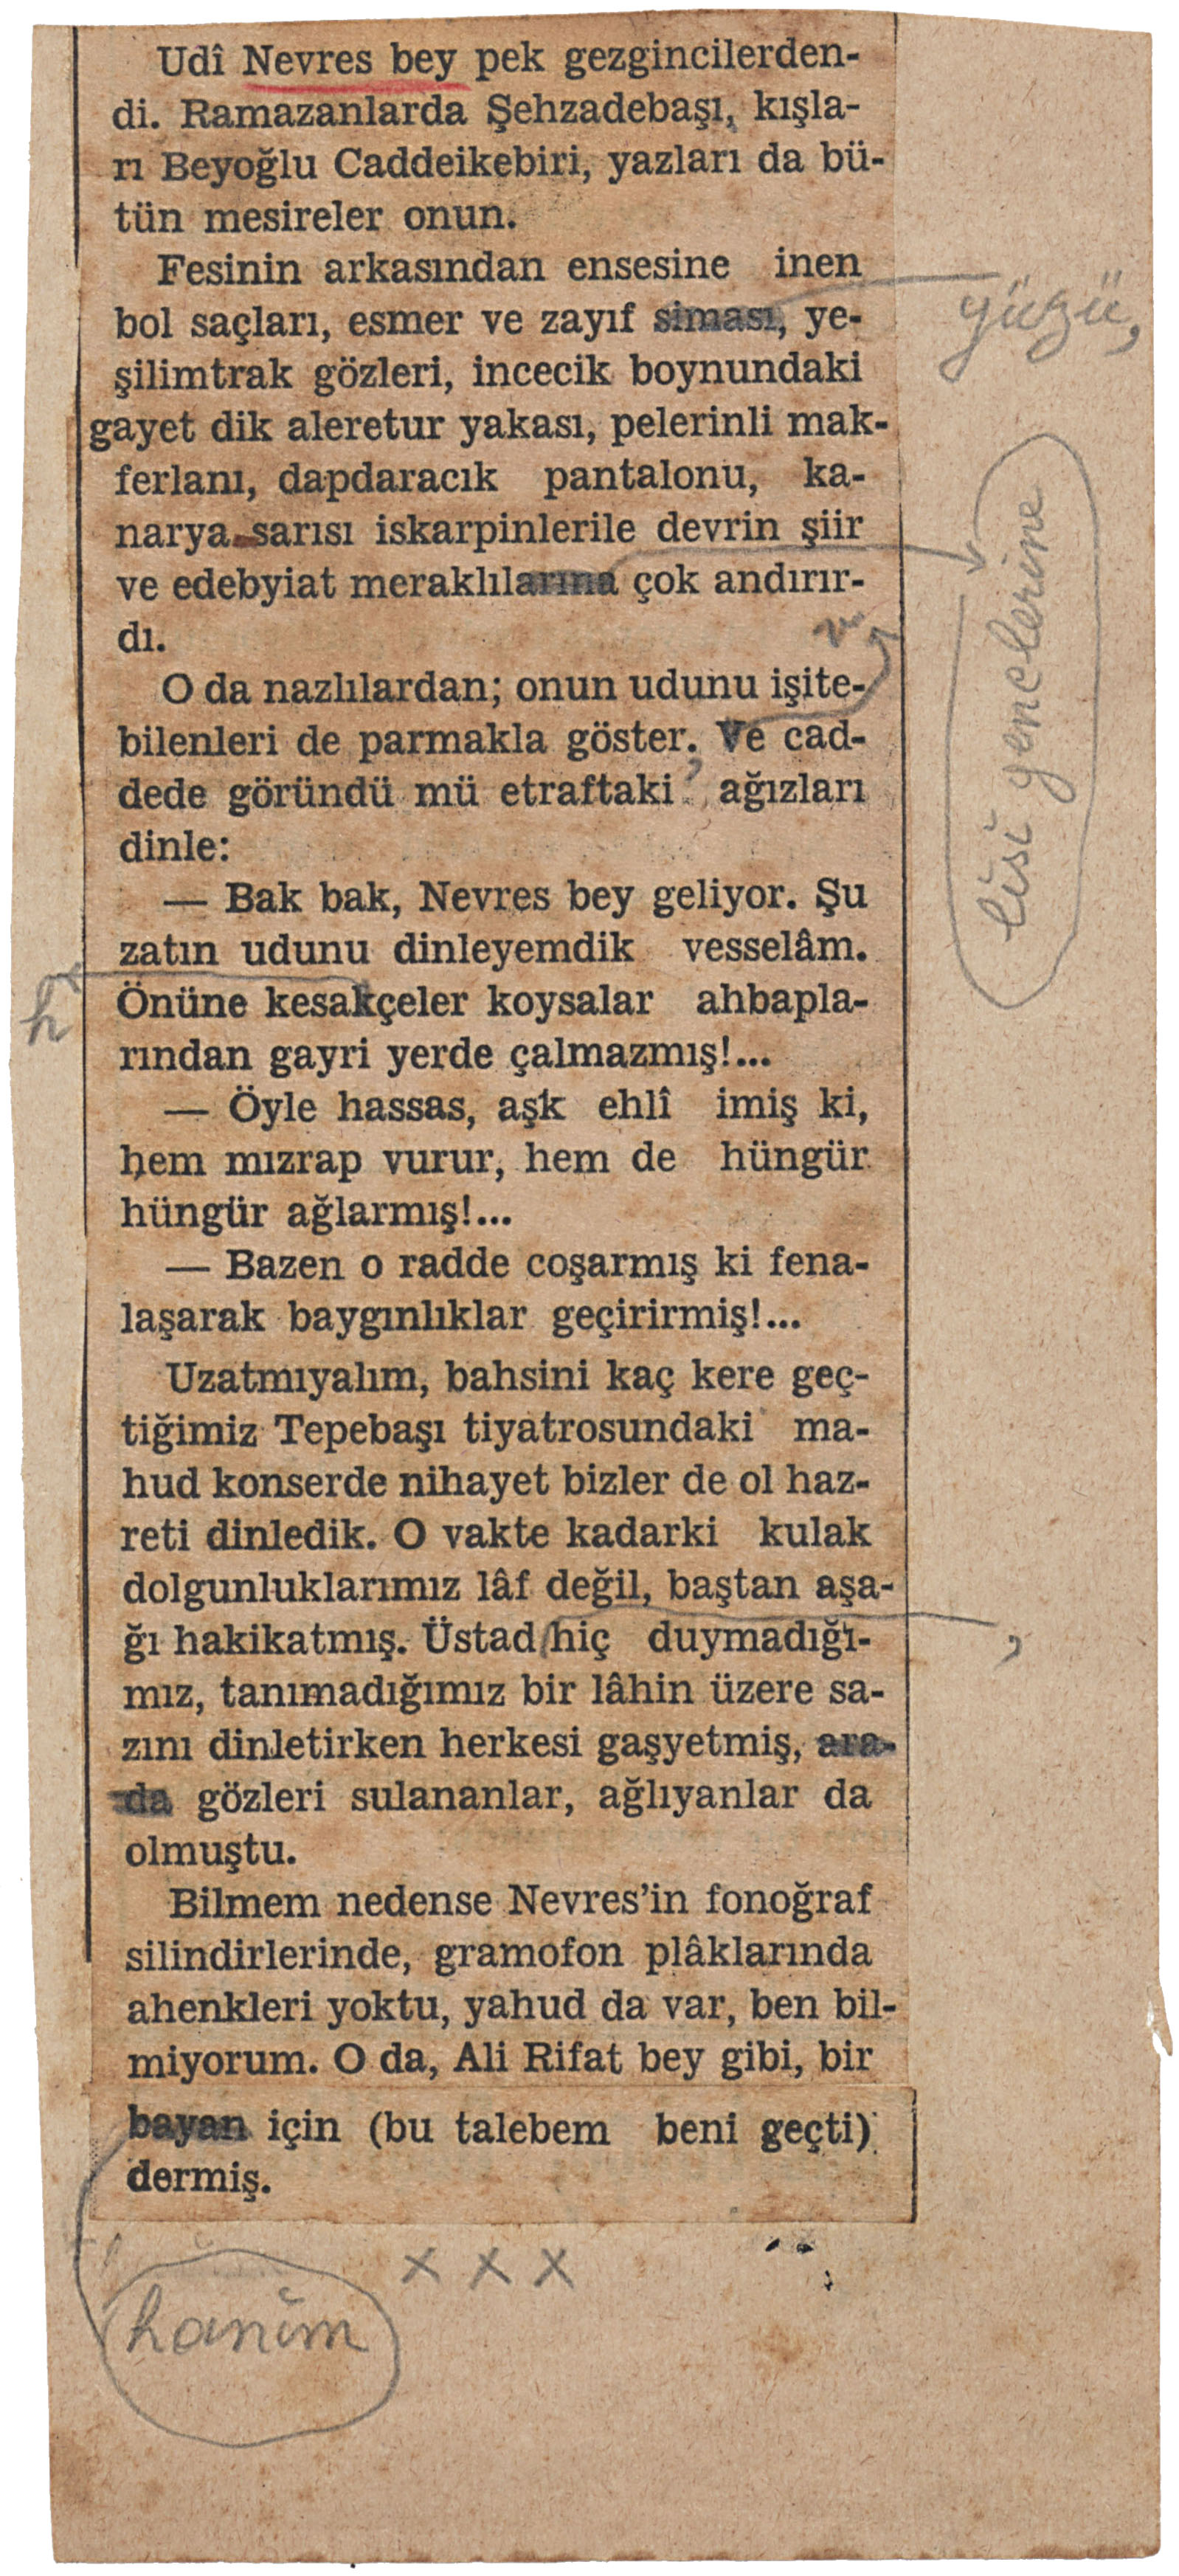 Udî Nevres bey pek gezgincilerden-
di. Ramazanlarda Şehzadebaşı, kışla-
rı Beyoğlu Caddeikebiri, yazları da bü-
tün mesireler onun.
Fesinin arkasından ensesine inen
bol saçları, esmer ve zayıf siması, ye-
yüzü,
şilimtrak gözleri, incecik boynundaki
gayet dik aleretur yakası, pelerinli mak-
ferlanı, dapdaracık pantalonu, ka-
narya sarısı iskarpinlerile devrin şiir
ve edebyiat meraklılarına çok andırır-
lısı gençlerine
dı.
ve
O da nazlılardan; onun udunu işite-
bilenleri de parmakla göster. Ve cad-
dede göründü mü etraftaki ağızları
dinle:
— Bak bak, Nevres bey geliyor. Şu
zatın udunu dinleyemdik vesselâm.
h
Önüne kesakçeler koysalar ahbapla-
rından gayri yerde çalmazmış!...
— Öyle hassas, aşk ehlî imiş ki,
hem mızrap vurur, hem de hüngür
hüngür ağlarmış!...
— Bazen o radde coşarmış ki fena-
laşarak baygınlıklar geçirirmiş!...
Uzatmıyalım, bahsini kaç kere geç-
tiğimiz Tepebaşı tiyatrosundaki ma-
hud konserde nihayet bizler de ol haz-
reti dinledik. O vakte kadarki kulak
dolgunluklarımız lâf değil, baştan aşa-
ğı hakikatmış. Üstad hiç duymadığı-
,
mız, tanımadığımız bir lâhin üzere sa-
zını dinletirken herkesi gaşyetmiş, ara-
da gözleri sulananlar, ağlıyanlar da
olmuştu.
Bilmem nedense Nevres'in fonoğraf
silindirlerinde, gramofon plâklarında
ahenkleri yoktu, yahud da var, ben bil-
miyorum. O da, Ali Rifat bey gibi, bir
bayan için (bu talebem beni geçti)
dermiş.
x x x
hanım